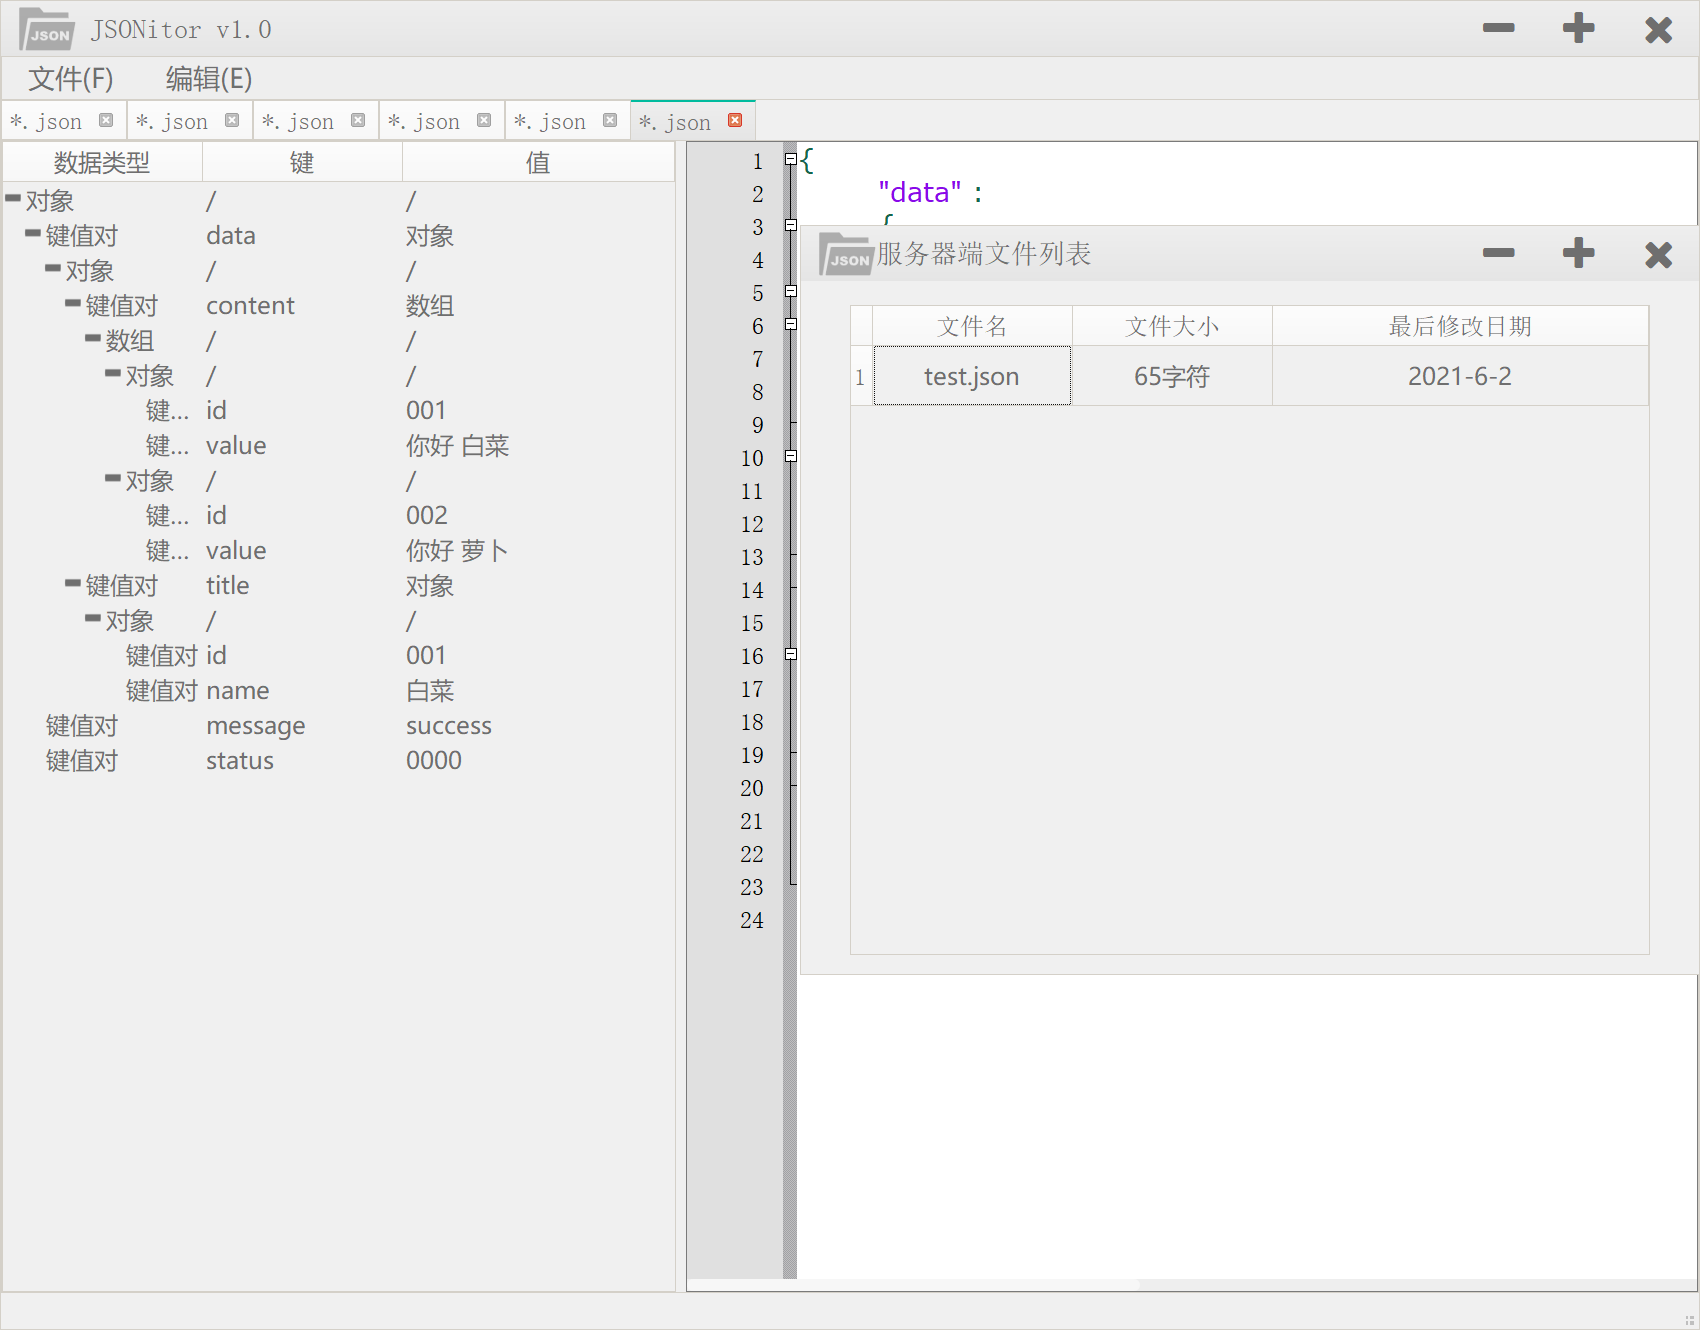 JSON JSONitor v1.0
文件(F) 编辑(E)
*.json *.json *.json *.json *.json *.json
数据类型 键 值
对象 / /
键值对 data 对象
对象 / /
键值对 content 数组
数组 / /
对象 / /
键... id 001
键... value 你好 白菜
对象 / /
键... id 002
键... value 你好 萝卜
键值对 title 对象
对象 / /
键值对 id 001
键值对 name 白菜
键值对 message success
键值对 status 0000
1 {
2 "data" :
3 {
4
5
6
7
8
9
10
11
12
13
14
15
16
17
18
19
20
21
22
23
24
JSON 服务器端文件列表
文件名 文件大小 最后修改日期
1 test.json 65字符 2021-6-2